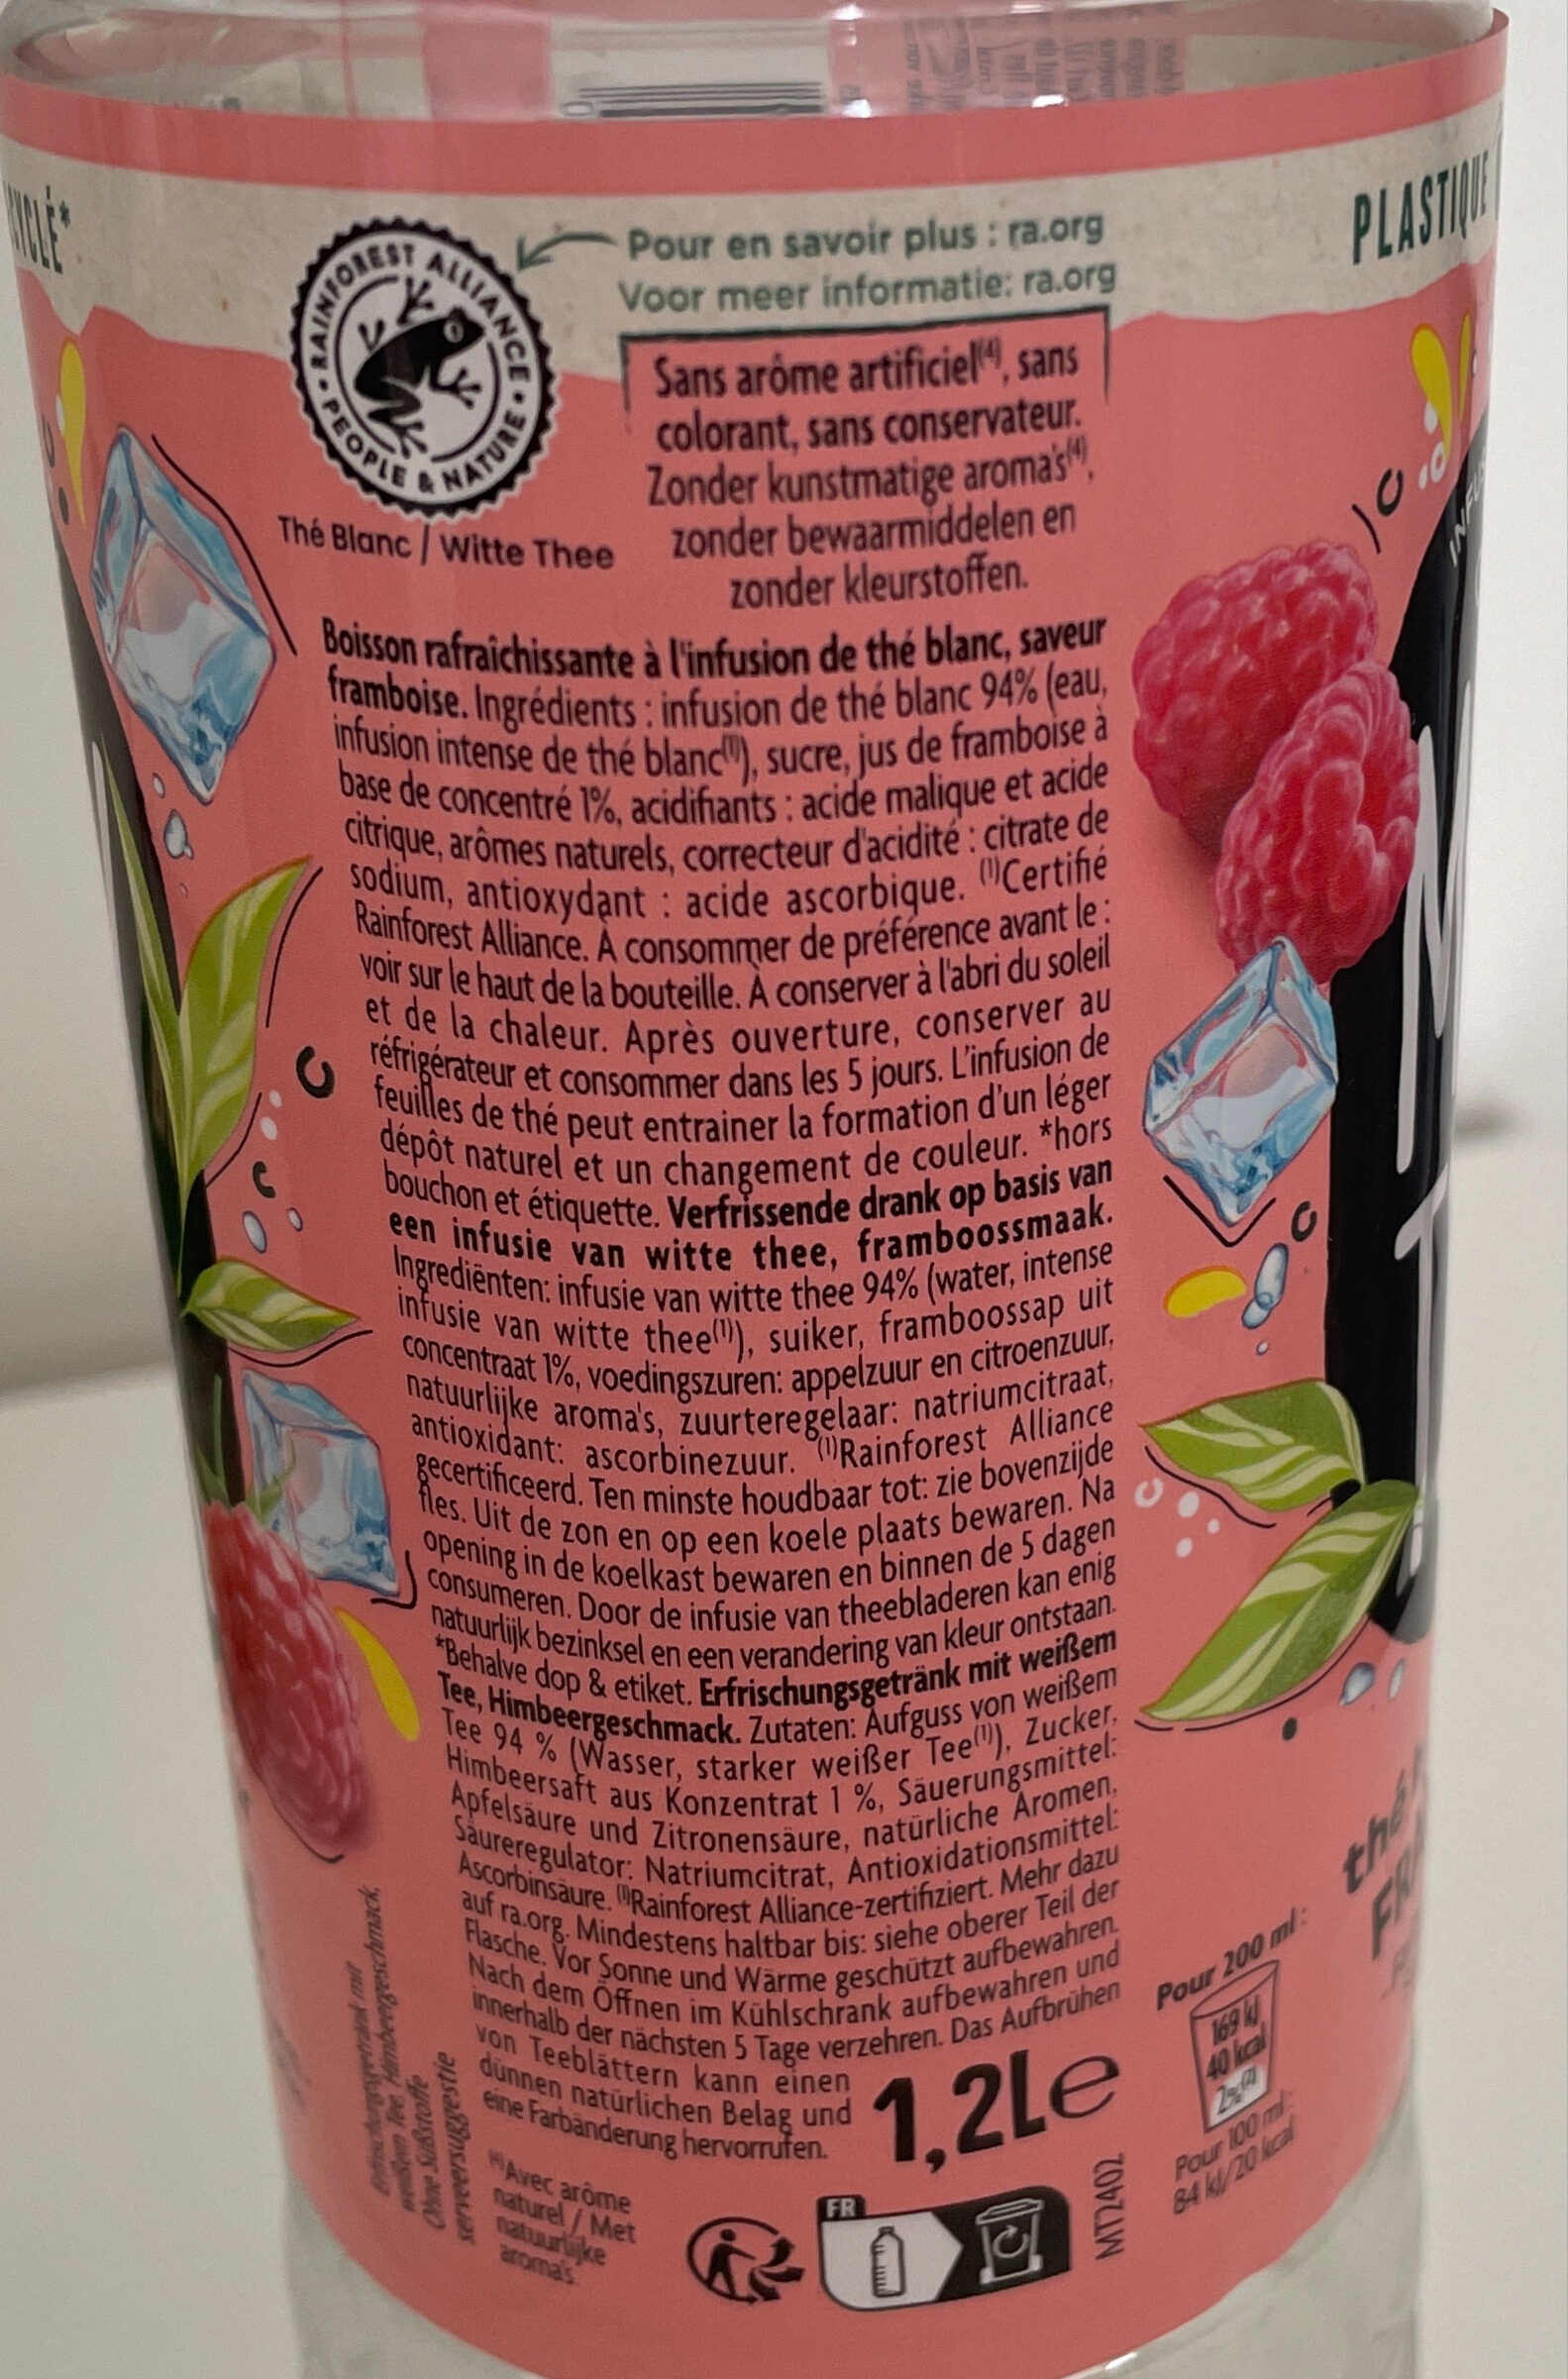 PLASTIQUE
RAINFOREST ALLIANCE
PEOPLE & NATURE
Thé Blanc / Witte Thee
Pour en savoir plus : ra.org
Voor meer informatie: ra.org
Sans arôme artificiel⁽⁴⁾, sans
colorant, sans conservateur.
Zonder kunstmatige aroma's⁽⁴⁾,
zonder bewaarmiddelen en
zonder kleurstoffen.
Boisson rafraîchissante à l'infusion de thé blanc, saveur
framboise. Ingrédients : infusion de thé blanc 94% (eau,
infusion intense de thé blanc⁽¹⁾), sucre, jus de framboise à
base de concentré 1%, acidifiants : acide malique et acide
citrique, arômes naturels, correcteur d'acidité : citrate de
sodium, antioxydant : acide ascorbique. ⁽¹⁾Certifié
Rainforest Alliance. À consommer de préférence avant le :
voir sur le haut de la bouteille. À conserver à l'abri du soleil
et de la chaleur. Après ouverture, conserver au
réfrigérateur et consommer dans les 5 jours. L'infusion de
feuilles de thé peut entrainer la formation d'un léger
dépôt naturel et un changement de couleur. *hors
bouchon et étiquette. Verfrissende drank op basis van
een infusie van witte thee, framboossmaak.
Ingrediënten: infusie van witte thee 94% (water, intense
infusie van witte thee⁽¹⁾), suiker, framboossap uit
concentraat 1%, voedingszuren: appelzuur en citroenzuur,
natuurlijke aroma's, zuurteregelaar: natriumcitraat,
antioxidant: ascorbinezuur. ⁽¹⁾Rainforest Alliance
gecertificeerd. Ten minste houdbaar tot: zie bovenzijde
fles. Uit de zon en op een koele plaats bewaren. Na
opening in de koelkast bewaren en binnen de 5 dagen
consumeren. Door de infusie van theebladeren kan enig
natuurlijk bezinksel en een verandering van kleur ontstaan.
*Behalve dop & etiket. Erfrischungsgetränk mit weißem
Tee, Himbeergeschmack. Zutaten: Aufguss von weißem
Tee 94 % (Wasser, starker weißer Tee⁽¹⁾), Zucker,
Himbeersaft aus Konzentrat 1 %, Säuerungsmittel:
Apfelsäure und Zitronensäure, natürliche Aromen,
Säureregulator: Natriumcitrat, Antioxidationsmittel:
Ascorbinsäure. ⁽¹⁾Rainforest Alliance-zertifiziert. Mehr dazu
auf ra.org. Mindestens haltbar bis: siehe oberer Teil der
Flasche. Vor Sonne und Wärme geschützt aufbewahren.
Nach dem Öffnen im Kühlschrank aufbewahren und
innerhalb der nächsten 5 Tage verzehren. Das Aufbrühen
von Teeblättern kann einen
dünnen natürlichen Belag und
eine Farbänderung hervorrufen.
1,2L℮
⁽⁴⁾Avec arôme
naturel / Met
natuurlijke
aroma's.
FR
MT2402
Erfrischungsgetränk mit
weißem Tee, Himbeergeschmack.
Ohne Süßstoffe
serveersuggestie
Pour 200 ml :
169 kJ
40 kcal
2%
Pour 100 ml :
84 kJ/20 kcal
thé